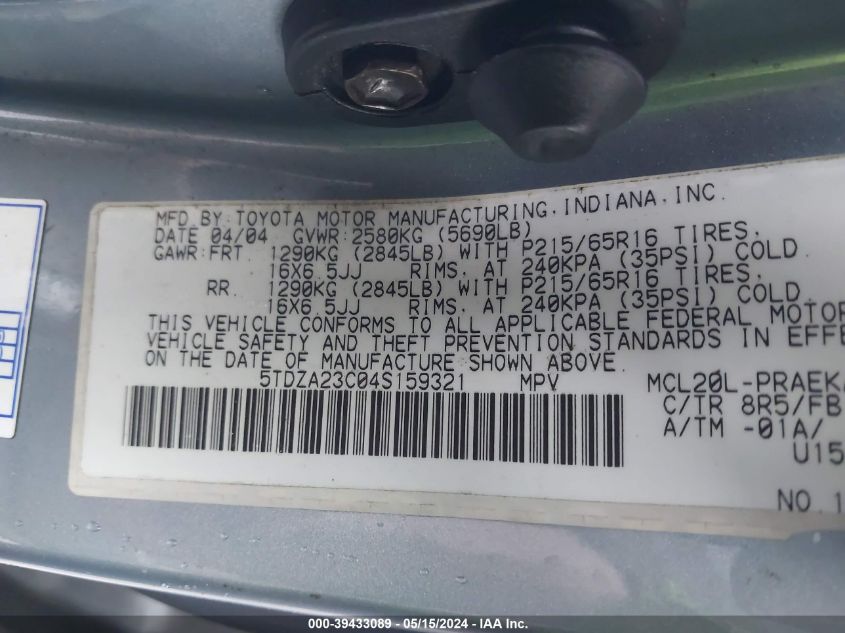 MFD.BY:TOYOTA MOTOR MANUFACTURING,INDIANA,INC.
DATE 04/04 GVWR:2580KG (5690LB)
GAWR:FRT. 1290KG (2845LB) WITH P215/65R16 TIRES,
16X6.5JJ RIMS, AT 240KPA (35PSI) COLD.
RR. 1290KG (2845LB) WITH P215/65R16 TIRES,
16X6.5JJ RIMS, AT 240KPA (35PSI) COLD.
THIS VEHICLE CONFORMS TO ALL APPLICABLE FEDERAL MOTOR
VEHICLE SAFETY AND THEFT PREVENTION STANDARDS IN EFFE
ON THE DATE OF MANUFACTURE SHOWN ABOVE.
5TDZA23C04S159321 MPV MCL20L-PRAEKA
C/TR 8R5/FB
A/TM -01A/
U15
NO.1
000-39433089 - 05/15/2024 - IAA Inc.